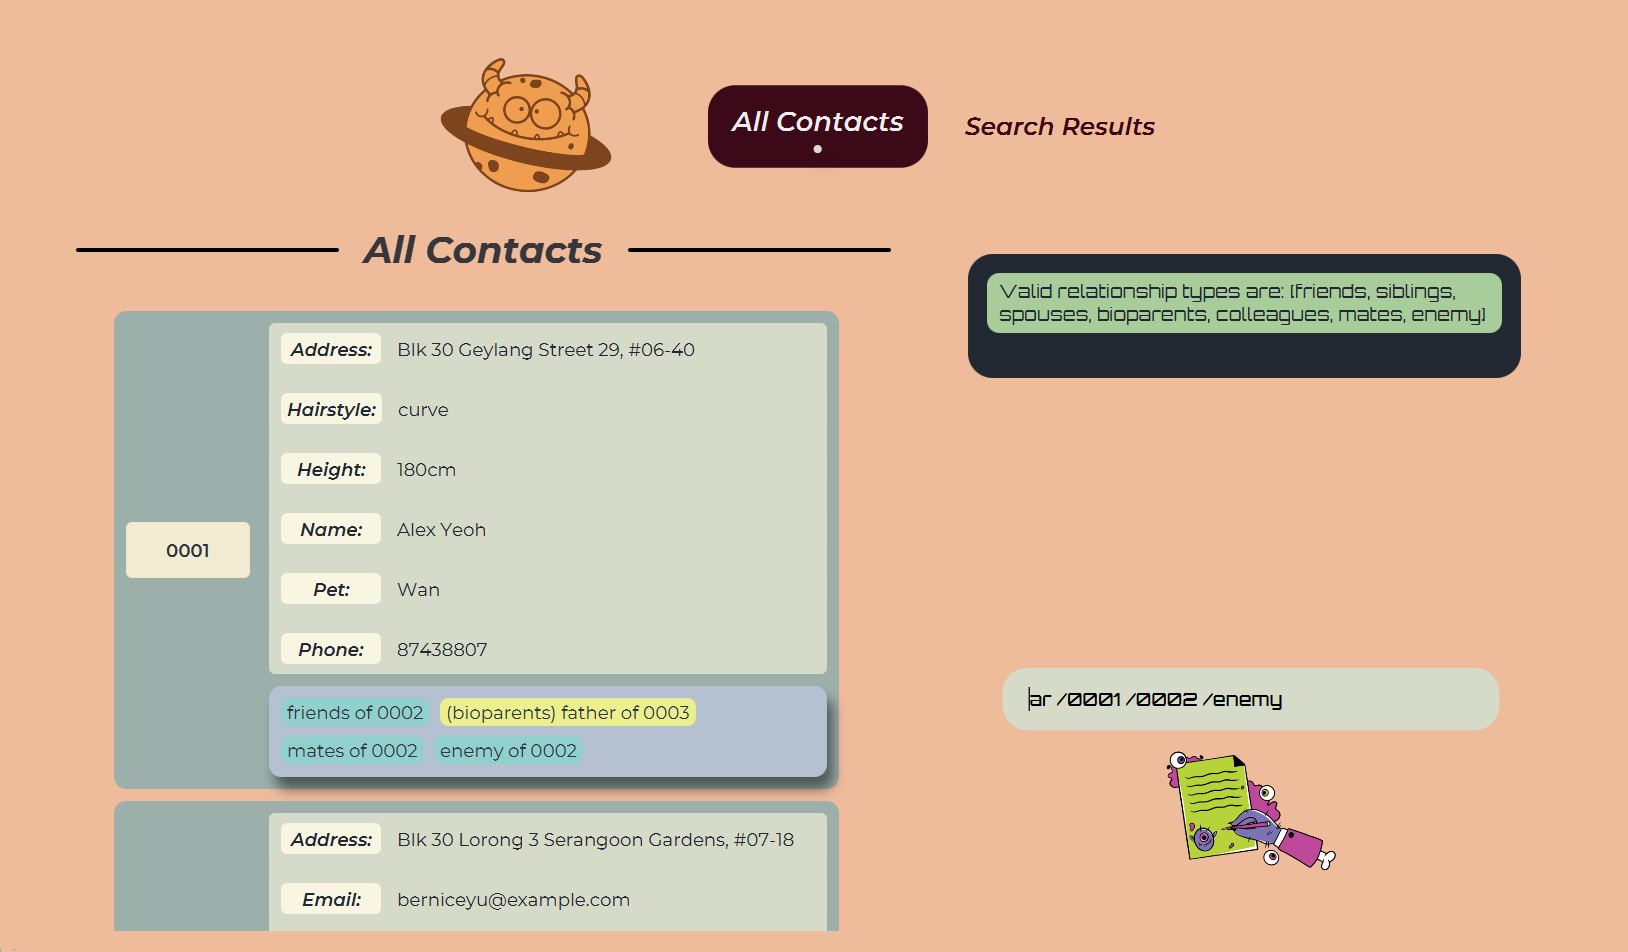 All Contacts
Search Results
All Contacts
Valid relationship types are: [friends, siblings,
spouses, bioparents, colleagues, mates, enemy]
0001
Address: Blk 30 Geylang Street 29, #06-40
Hairstyle: curve
Height: 180cm
Name: Alex Yeoh
Pet: Wan
Phone: 87438807
friends of 0002 (bioparents) father of 0003
mates of 0002 enemy of 0002
ar /0001 /0002 /enemy
Address: Blk 30 Lorong 3 Serangoon Gardens, #07-18
Email: berniceyu@example.com